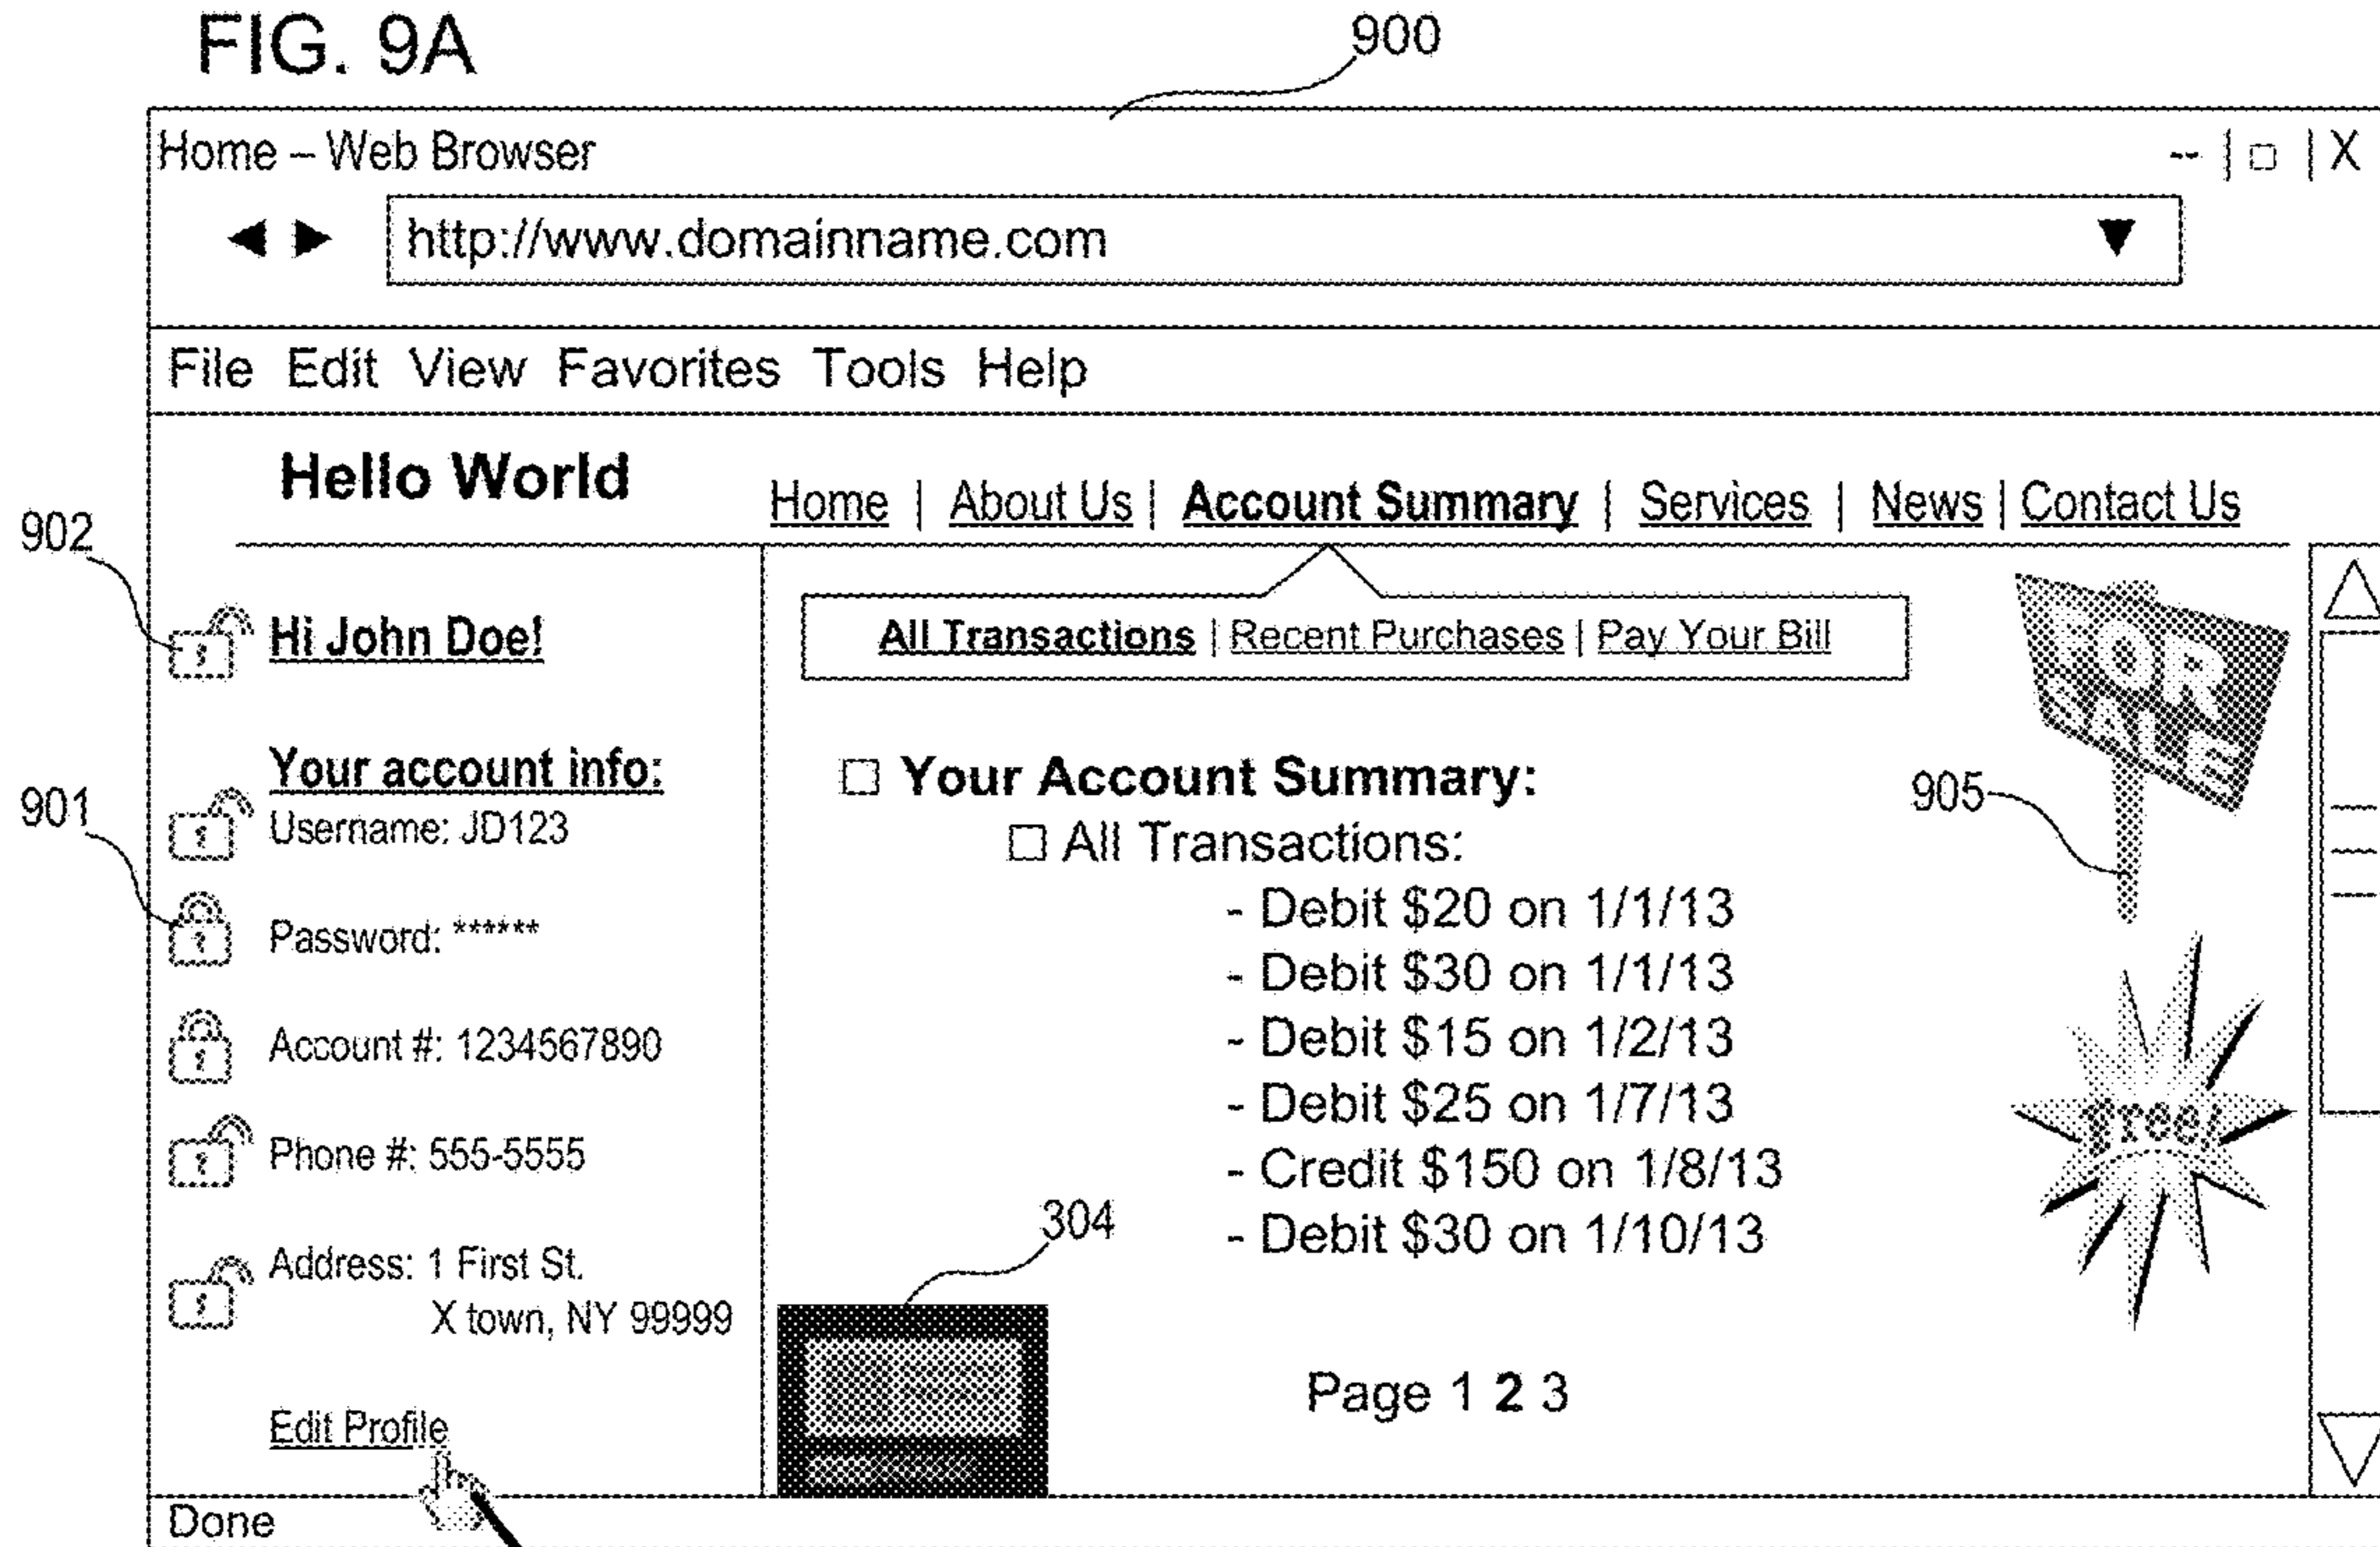 FIG. 9A
900
Home – Web Browser
-- | □ | X
http://www.domainname.com
File Edit View Favorites Tools Help
Hello World
Home | About Us | Account Summary | Services | News | Contact Us
902
Hi John Doe!
All Transactions | Recent Purchases | Pay Your Bill
FOR
SALE
Your account info:
901
Username: JD123
Password: ******
Account #: 1234567890
Phone #: 555-5555
Address: 1 First St.
X town, NY 99999
Edit Profile
□ Your Account Summary:
905
□ All Transactions:
- Debit $20 on 1/1/13
- Debit $30 on 1/1/13
- Debit $15 on 1/2/13
- Debit $25 on 1/7/13
- Credit $150 on 1/8/13
- Debit $30 on 1/10/13
free!
304
Page 1 2 3
Done